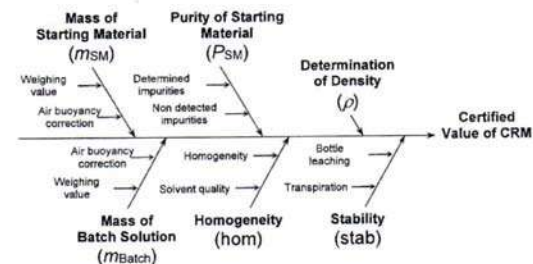 Mass of
Starting Material
(mSM)
Purity of Starting
Material
(PSM)
Determination
of Density
(ρ)
Weighing
value
Air buoyancy
correction
Determined
impurities
Non detected
impurities
Certified
Value of CRM
Air buoyancy
correction
Weighing
value
Homogeneity
Solvent quality
Bottle
leaching
Transpiration
Mass of
Batch Solution
(mBatch)
Homogeneity
(hom)
Stability
(stab)